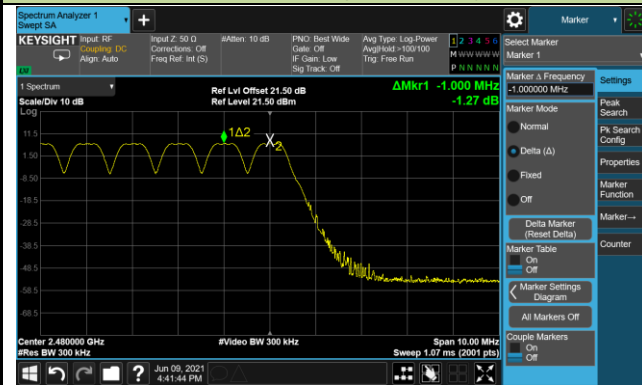 Spectrum Analyzer 1
Swept SA
Marker
KEYSIGHT
Input: RF
Coupling: DC
Align: Auto
Input Z: 50 Ω
Corrections: Off
Freq Ref: Int (S)
#Atten: 10 dB
PNO: Best Wide
Gate: Off
IF Gain: Low
Sig Track: Off
Avg Type: Log-Power
Avg|Hold:>100/100
Trig: Free Run
1 2 3 4 5 6
M W W W W W
P N N N N N
Select Marker
Marker 1
1 Spectrum
Scale/Div 10 dB
Log
Ref Lvl Offset 21.50 dB
Ref Level 21.50 dBm
ΔMkr1 -1.000 MHz
-1.27 dB
11.5
1.50
-8.50
-18.5
-28.5
-38.5
-48.5
-58.5
-68.5
1Δ2
2
Center 2.480000 GHz
#Res BW 300 kHz
#Video BW 300 kHz
Span 10.00 MHz
Sweep 1.07 ms (2001 pts)
Marker Δ Frequency
-1.000000 MHz
Marker Mode
Normal
Delta (Δ)
Fixed
Off
Delta Marker
(Reset Delta)
Marker Table
On
Off
Marker Settings
Diagram
All Markers Off
Couple Markers
On
Off
Settings
Peak
Search
Pk Search
Config
Properties
Marker
Function
Marker→
Counter
Jun 09, 2021
4:41:44 PM